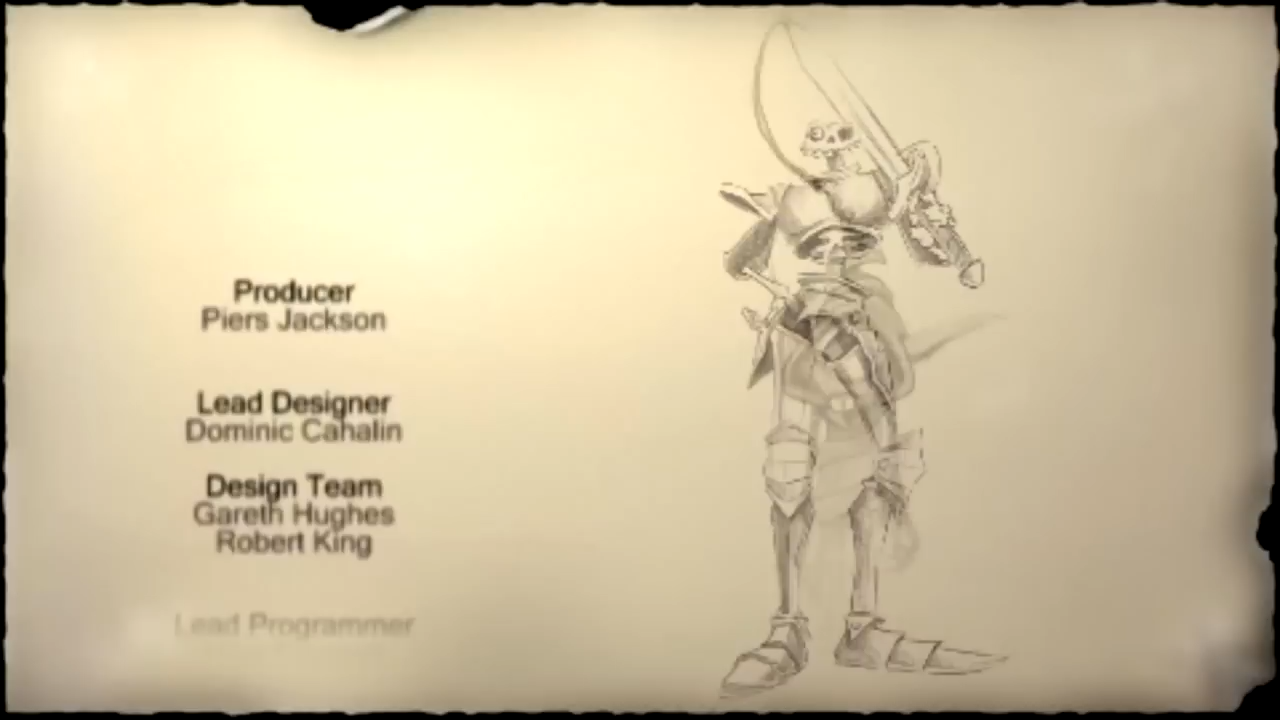 Producer
Piers Jackson
Lead Designer
Dominic Cahalin
Design Team
Gareth Hughes
Robert King
Lead Programmer